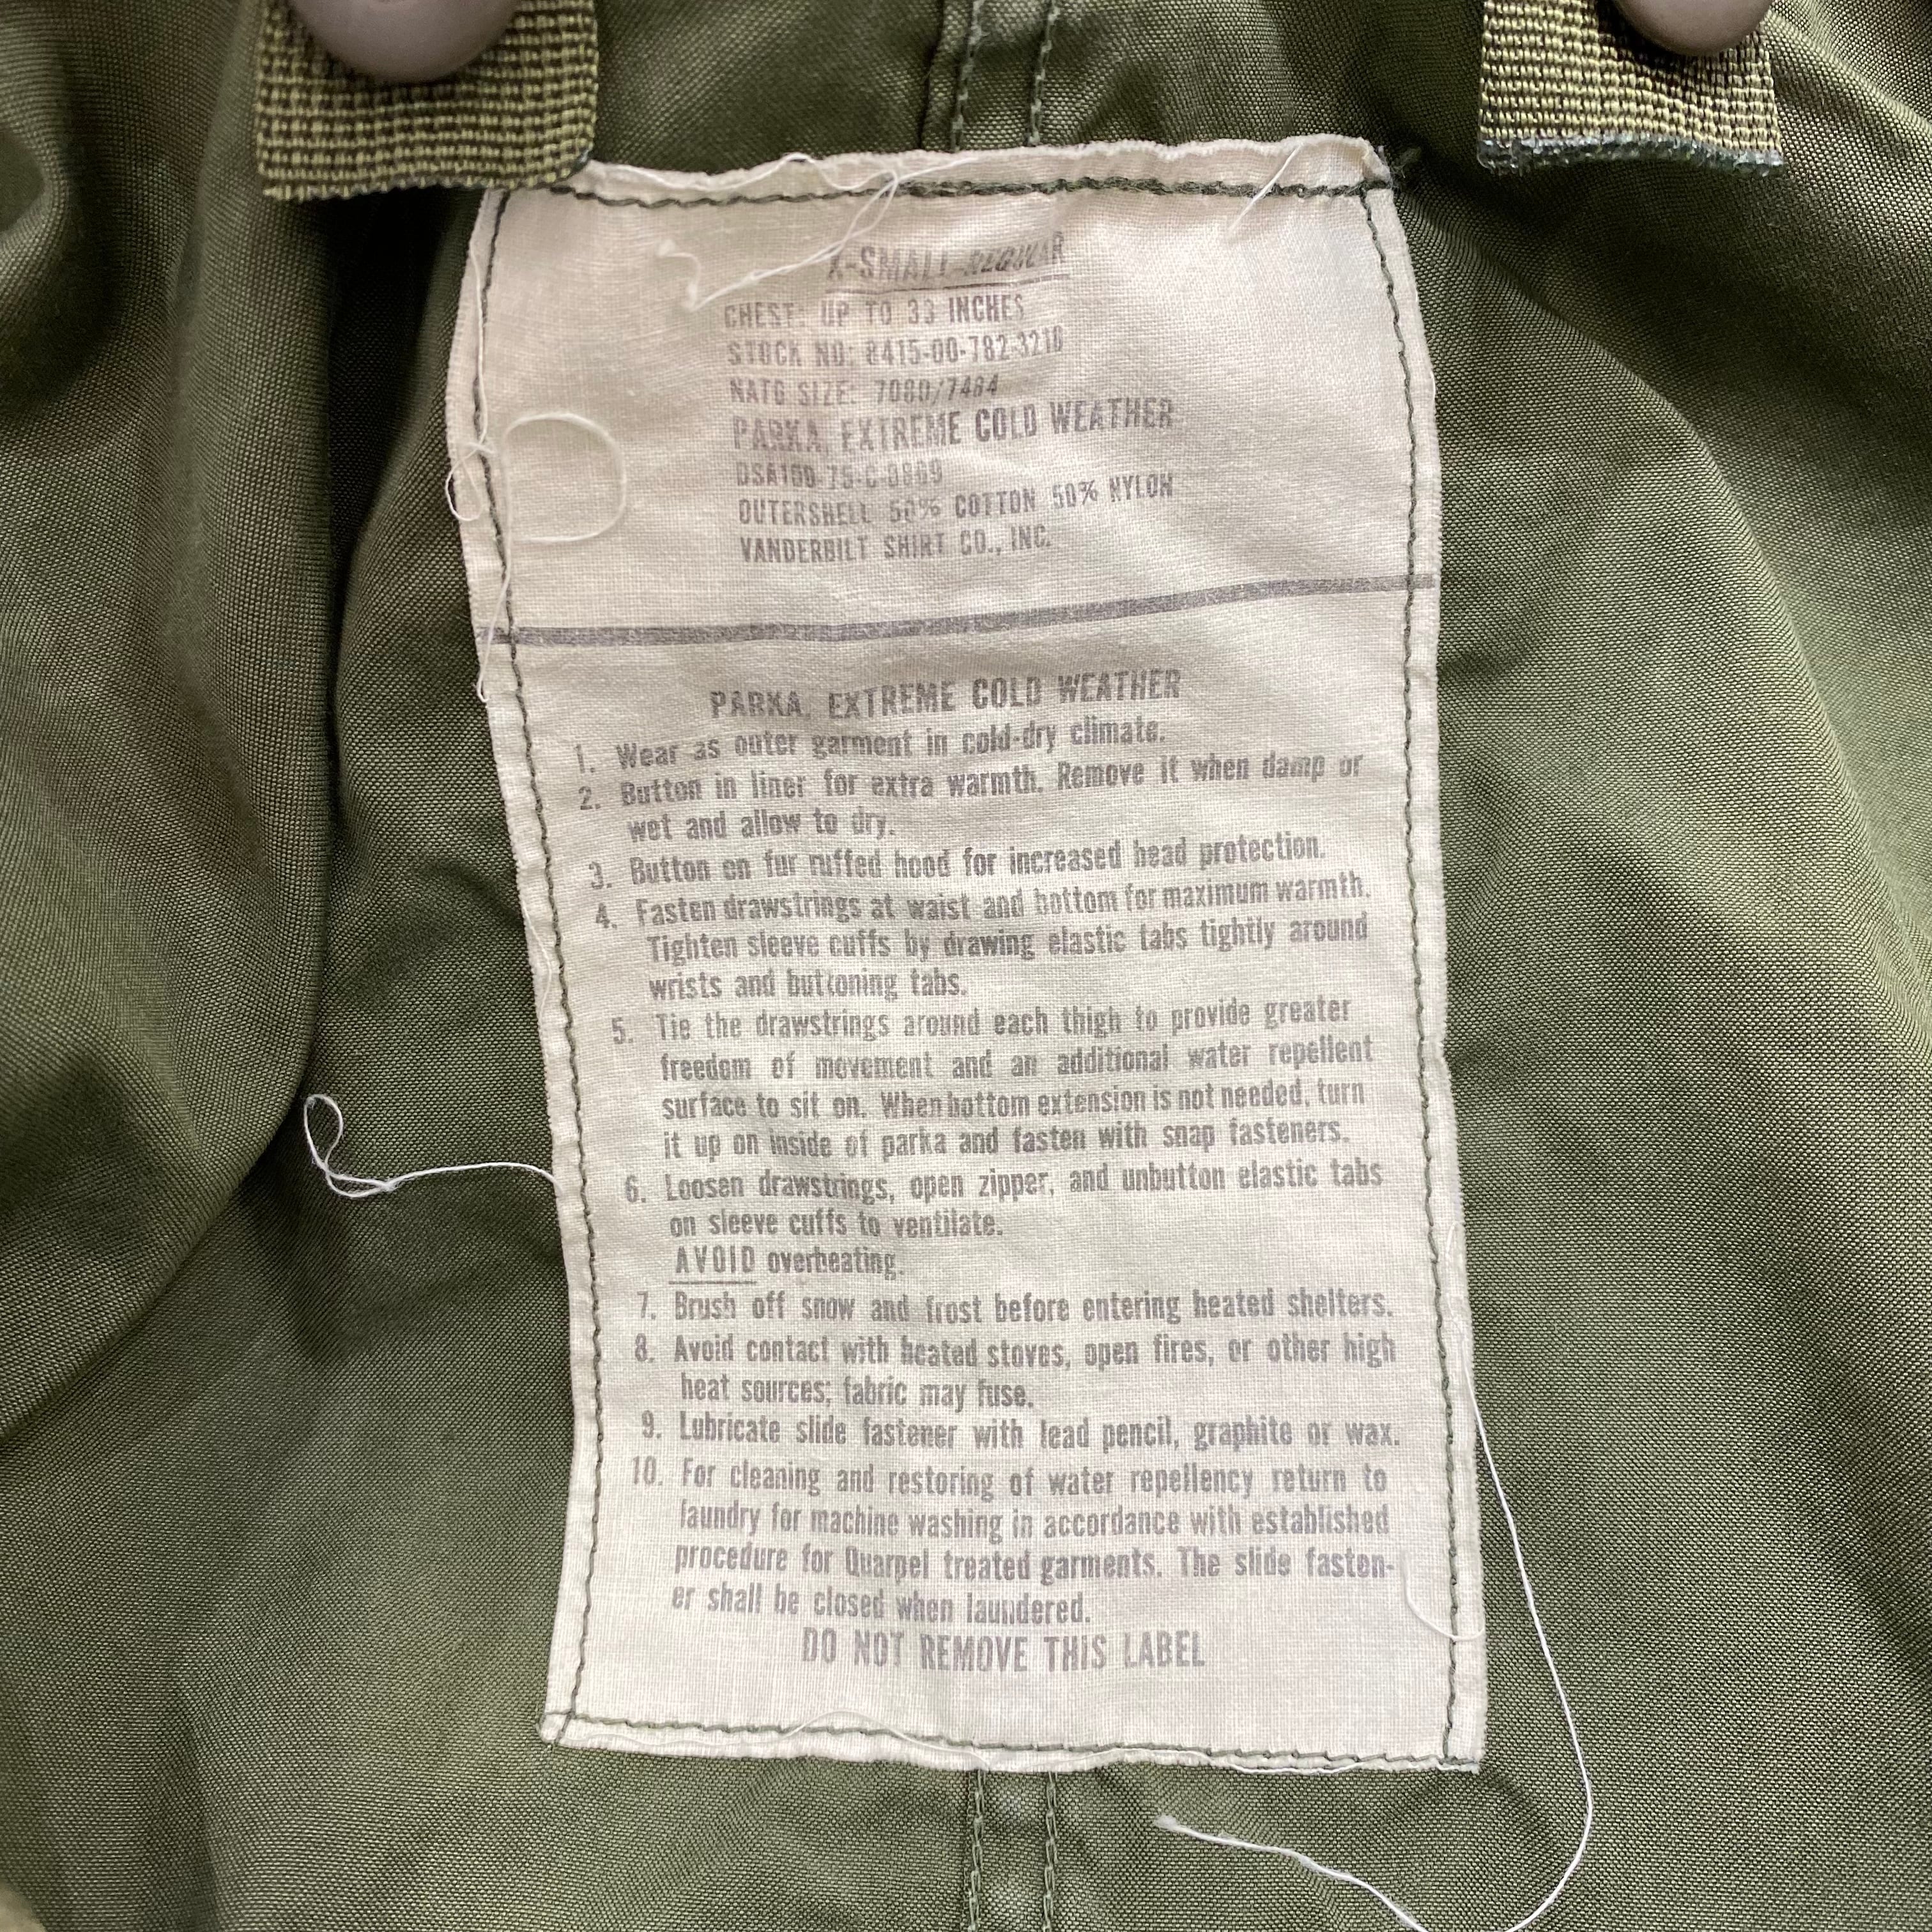 X-SMALL-REGULAR
CHEST: UP TO 33 INCHES
STOCK NO: 8415-00-782-3216
NATO SIZE: 7080/7484
PARKA, EXTREME COLD WEATHER
DSA100-75-C-0869
OUTERSHELL 50% COTTON 50% NYLON
VANDERBILT SHIRT CO., INC.
PARKA, EXTREME COLD WEATHER
1. Wear as outer garment in cold-dry climate.
2. Button in liner for extra warmth. Remove it when damp or
wet and allow to dry.
3. Button on fur ruffed hood for increased head protection.
4. Fasten drawstrings at waist and bottom for maximum warmth.
Tighten sleeve cuffs by drawing elastic tabs tightly around
wrists and buttoning tabs.
5. Tie the drawstrings around each thigh to provide greater
freedom of movement and an additional water repellent
surface to sit on. When bottom extension is not needed, turn
it up on inside of parka and fasten with snap fasteners.
6. Loosen drawstrings, open zipper, and unbutton elastic tabs
on sleeve cuffs to ventilate.
AVOID overheating.
7. Brush off snow and frost before entering heated shelters.
8. Avoid contact with heated stoves, open fires, or other high
heat sources; fabric may fuse.
9. Lubricate slide fastener with lead pencil, graphite or wax.
10. For cleaning and restoring of water repellency return to
laundry for machine washing in accordance with established
procedure for Quarpel treated garments. The slide fasten-
er shall be closed when laundered.
DO NOT REMOVE THIS LABEL